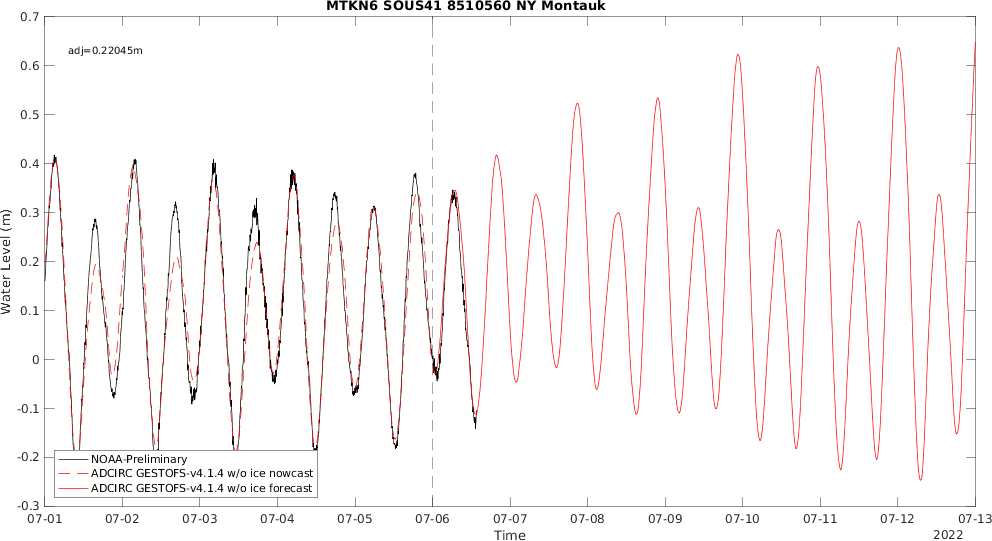 MTKN6 SOUS41 8510560 NY Montauk
adj=0.22045m
0.7
0.6
0.5
0.4
0.3
0.2
0.1
0
-0.1
-0.2
-0.3
Water Level (m)
NOAA-Preliminary
ADCIRC GESTOFS-v4.1.4 w/o ice nowcast
ADCIRC GESTOFS-v4.1.4 w/o ice forecast
07-01 07-02 07-03 07-04 07-05 07-06 07-07 07-08 07-09 07-10 07-11 07-12 07-13
Time
2022